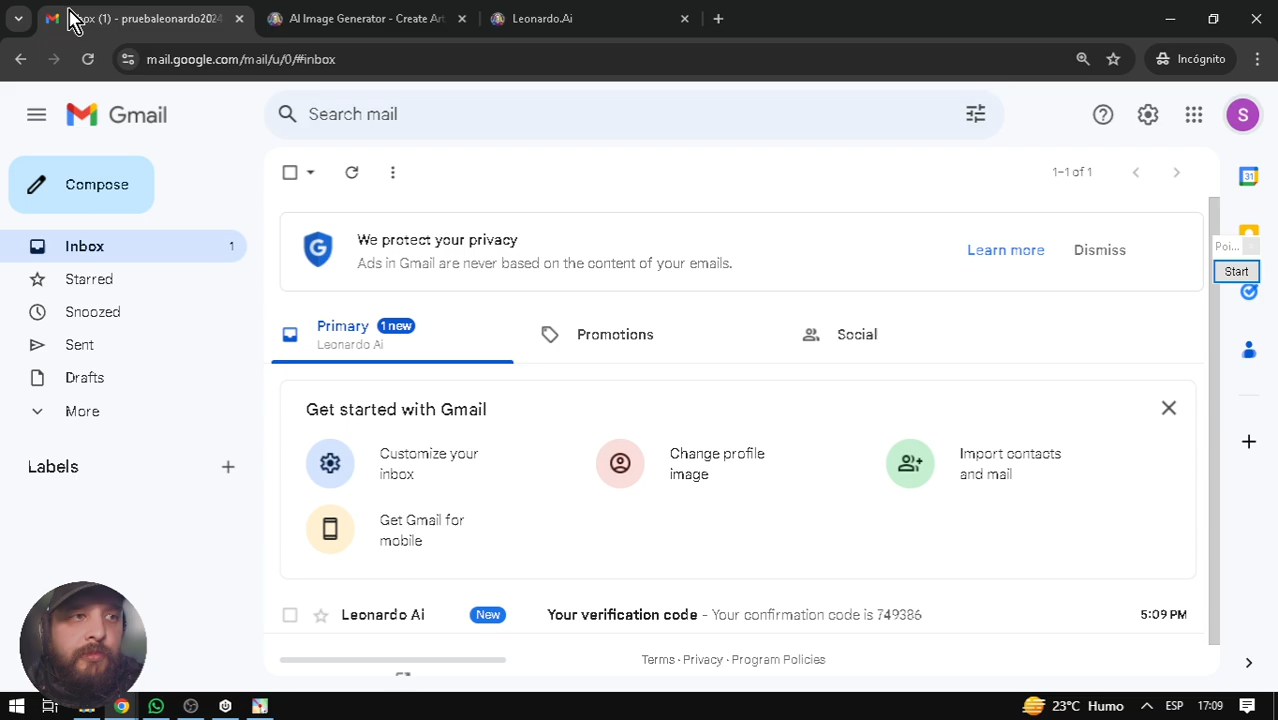 box (1) - pruebaleonardo2024
AI Image Generator - Create Art
Leonardo.Ai
mail.google.com/mail/u/0/#inbox
Incógnito
Gmail
Search mail
S
Compose
1–1 of 1
Inbox 1
Starred
Snoozed
Sent
Drafts
More
Labels
We protect your privacy
Ads in Gmail are never based on the content of your emails.
Learn more
Dismiss
31
Poi...
Start
Primary 1 new
Leonardo Ai
Promotions
Social
Get started with Gmail
Customize your
inbox
Change profile
image
Import contacts
and mail
Get Gmail for
mobile
Leonardo Ai New Your verification code - Your confirmation code is 749386 5:09 PM
Terms · Privacy · Program Policies
23°C Humo ESP 17:09